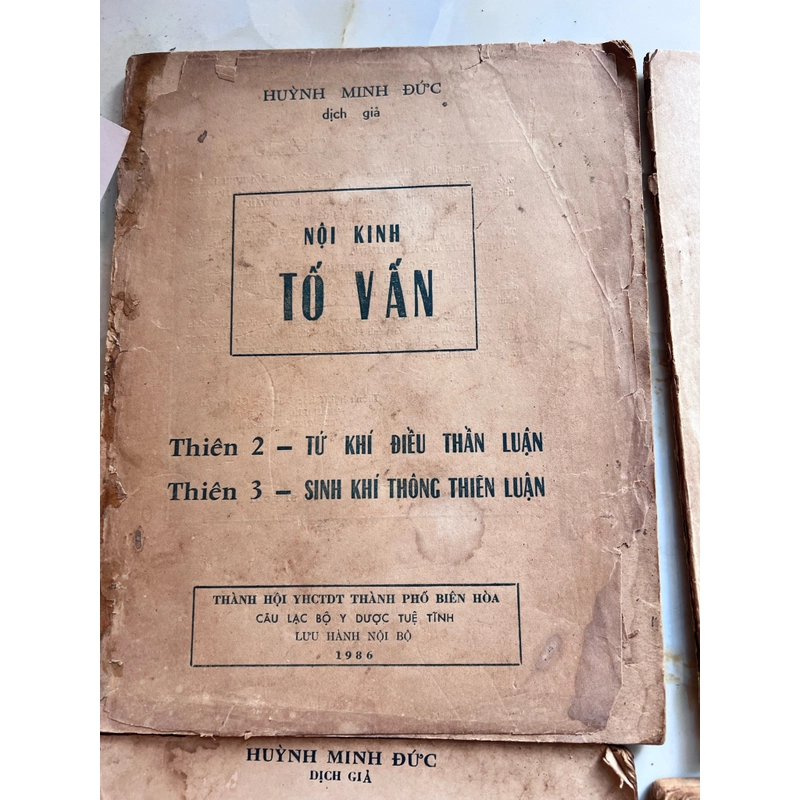 HUỲNH MINH ĐỨC
dịch giả
NỘI KINH
TỐ VẤN
Thiên 2 – TỨ KHÍ ĐIỀU THẦN LUẬN
Thiên 3 – SINH KHÍ THÔNG THIÊN LUẬN
THÀNH HỘI YHCTDT THÀNH PHỐ BIÊN HÒA
CÂU LẠC BỘ Y DƯỢC TUỆ TĨNH
LƯU HÀNH NỘI BỘ
1986
HUỲNH MINH ĐỨC
DỊCH GIẢ